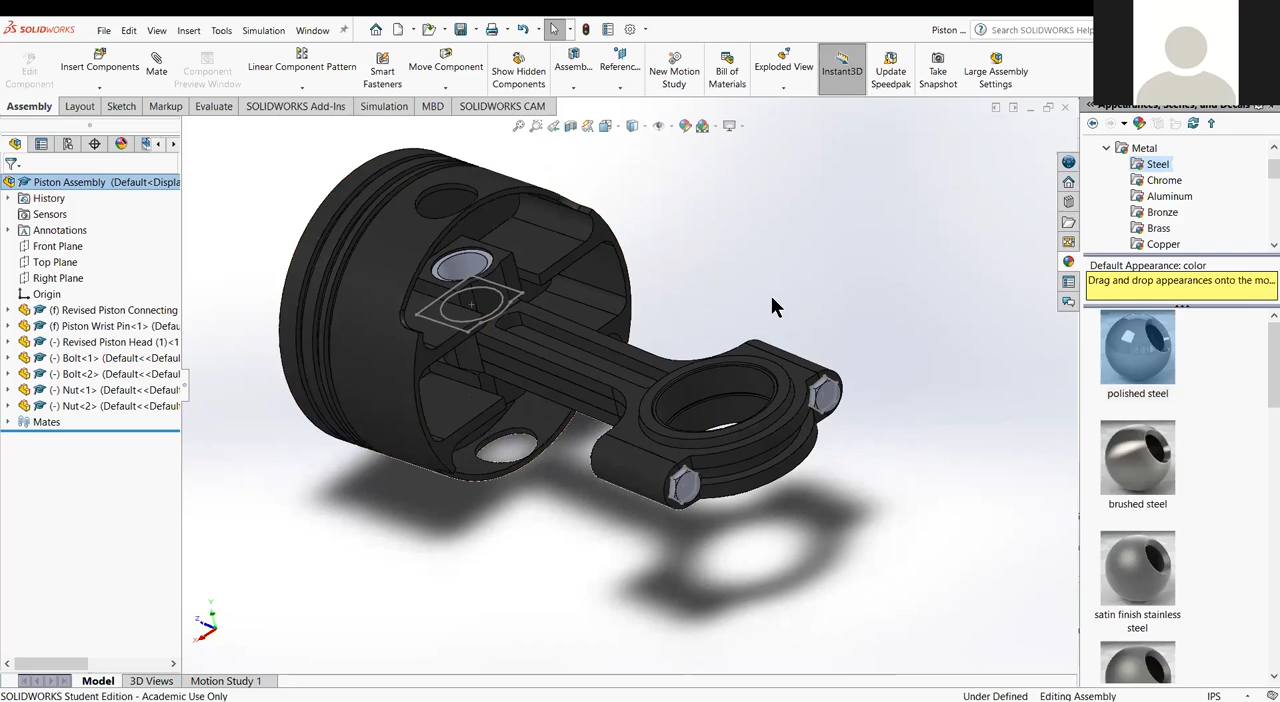 SOLIDWORKS File Edit View Insert Tools Simulation Window Piston ... Search SOLIDWORKS Help
Edit Component Insert Components Mate Component Preview Window Linear Component Pattern Smart Fasteners Move Component Show Hidden Components Assemb... Referenc... New Motion Study Bill of Materials Exploded View Instant3D Update Speedpak Take Snapshot Large Assembly Settings
Assembly Layout Sketch Markup Evaluate SOLIDWORKS Add-Ins Simulation MBD SOLIDWORKS CAM
Appearances, Scenes, and Decals
Piston Assembly (Default<Displa
History
Sensors
Annotations
Front Plane
Top Plane
Right Plane
Origin
(f) Revised Piston Connecting
(f) Piston Wrist Pin<1> (Defau
(-) Revised Piston Head (1)<1
(-) Bolt<1> (Default<<Default
(-) Bolt<2> (Default<<Default
(-) Nut<1> (Default<<Default
(-) Nut<2> (Default<<Default
Mates
Y
Z
X
Metal
Steel
Chrome
Aluminum
Bronze
Brass
Copper
Default Appearance: color
Drag and drop appearances onto the mo...
polished steel
brushed steel
satin finish stainless
steel
Model 3D Views Motion Study 1
SOLIDWORKS Student Edition - Academic Use Only Under Defined Editing Assembly IPS